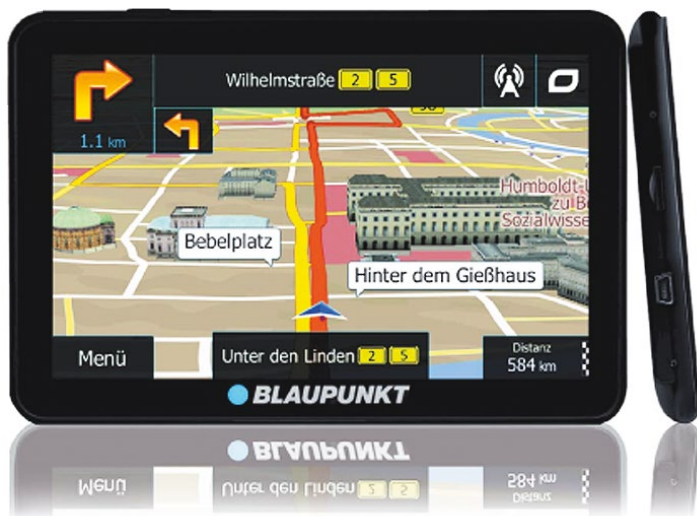 Wilhelmstraße 2 5
1.1 km
Humboldt-
zu B
Sozialwisse
Bebelplatz
Hinter dem Gießhaus
Menü
Unter den Linden 2 5
Distanz
584 km
BLAUPUNKT